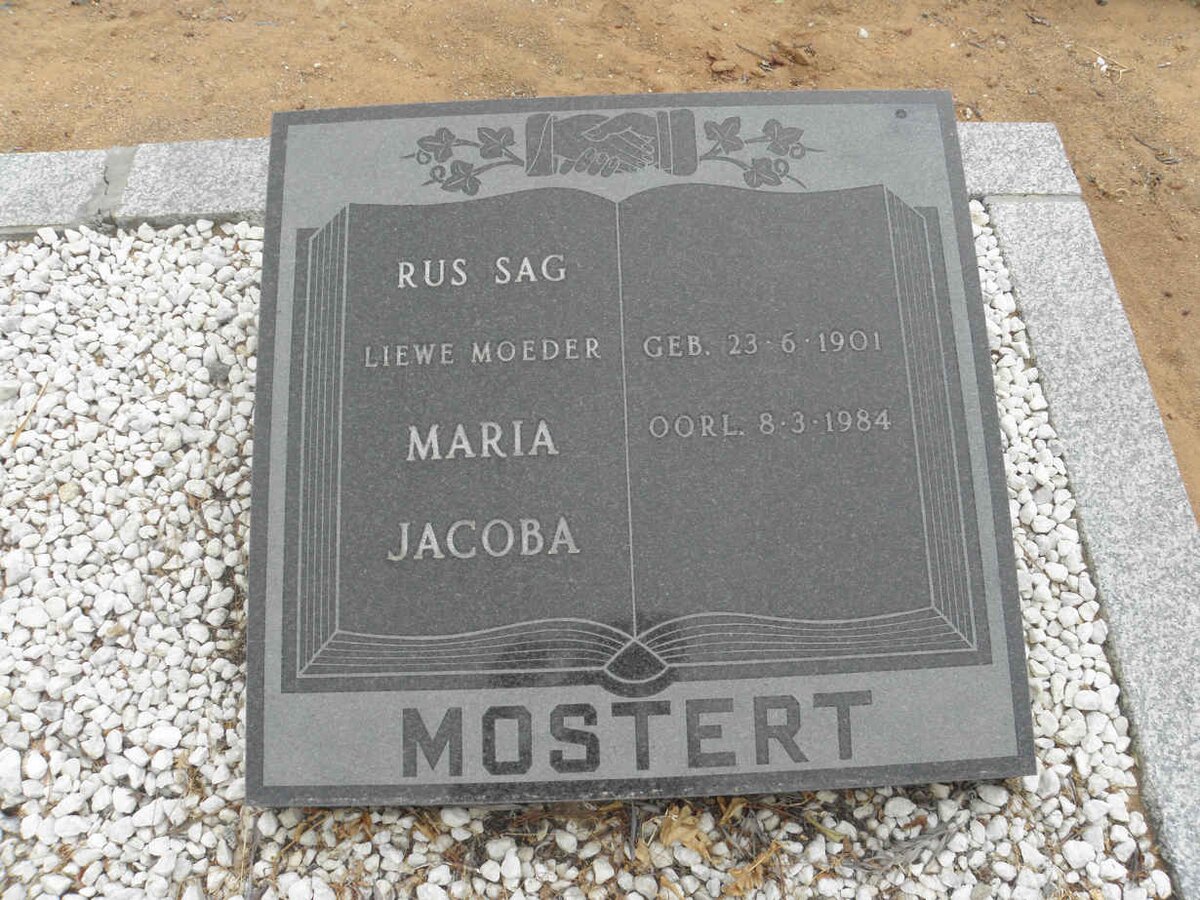 RUS SAG
LIEWE MOEDER
MARIA
JACOBA
GEB. 23·6·1901
OORL. 8·3·1984
MOSTERT